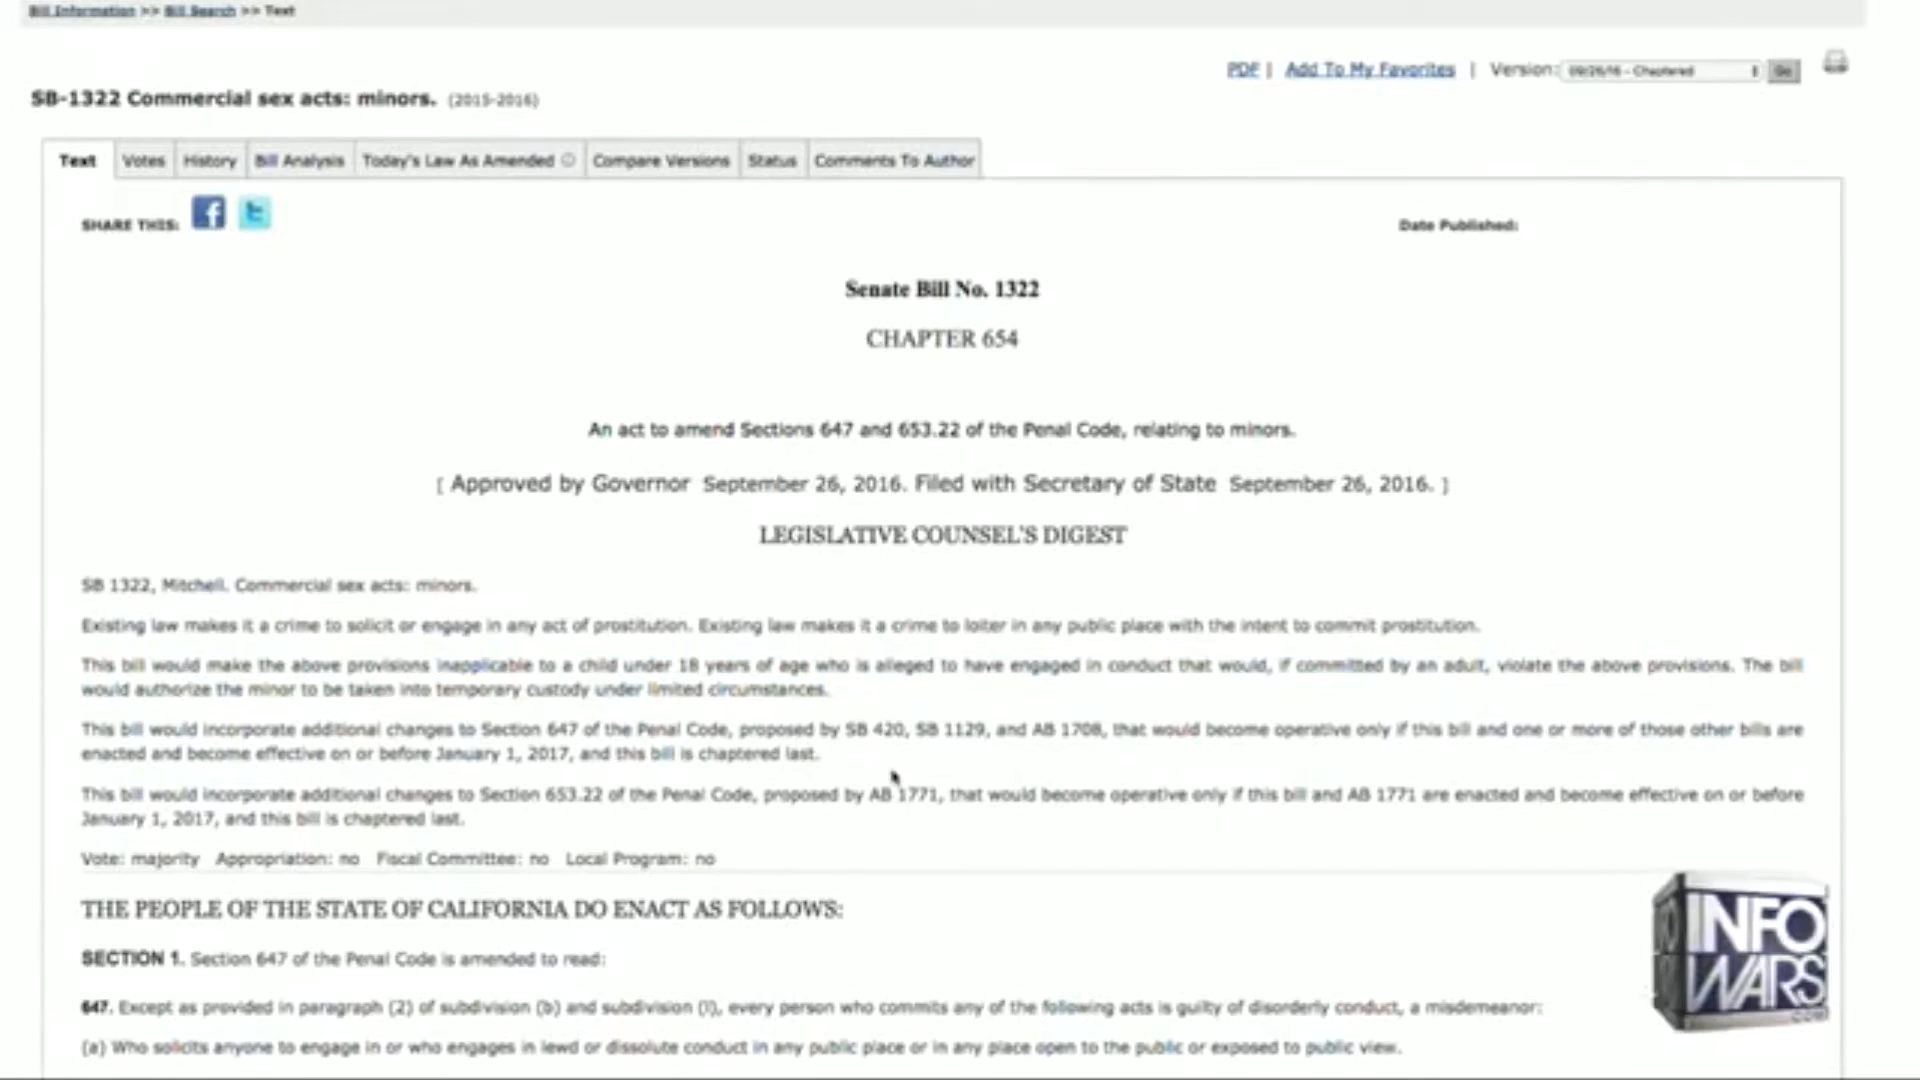 Bill Information >> Bill Search >> Text
PDF | Add To My Favorites | Version: 09/26/16 - Chaptered Go
SB-1322 Commercial sex acts: minors. (2015-2016)
Text Votes History Bill Analysis Today's Law As Amended Compare Versions Status Comments To Author
SHARE THIS: f t
Date Published:
Senate Bill No. 1322
CHAPTER 654
An act to amend Sections 647 and 653.22 of the Penal Code, relating to minors.
[ Approved by Governor September 26, 2016. Filed with Secretary of State September 26, 2016. ]
LEGISLATIVE COUNSEL'S DIGEST
SB 1322, Mitchell. Commercial sex acts: minors.
Existing law makes it a crime to solicit or engage in any act of prostitution. Existing law makes it a crime to loiter in any public place with the intent to commit prostitution.
This bill would make the above provisions inapplicable to a child under 18 years of age who is alleged to have engaged in conduct that would, if committed by an adult, violate the above provisions. The bill
would authorize the minor to be taken into temporary custody under limited circumstances.
This bill would incorporate additional changes to Section 647 of the Penal Code, proposed by SB 420, SB 1129, and AB 1708, that would become operative only if this bill and one or more of those other bills are
enacted and become effective on or before January 1, 2017, and this bill is chaptered last.
This bill would incorporate additional changes to Section 653.22 of the Penal Code, proposed by AB 1771, that would become operative only if this bill and AB 1771 are enacted and become effective on or before
January 1, 2017, and this bill is chaptered last.
Vote: majority Appropriation: no Fiscal Committee: no Local Program: no
THE PEOPLE OF THE STATE OF CALIFORNIA DO ENACT AS FOLLOWS:
SECTION 1. Section 647 of the Penal Code is amended to read:
647. Except as provided in paragraph (2) of subdivision (b) and subdivision (l), every person who commits any of the following acts is guilty of disorderly conduct, a misdemeanor:
(a) Who solicits anyone to engage in or who engages in lewd or dissolute conduct in any public place or in any place open to the public or exposed to public view.
INFO
WARS
.COM